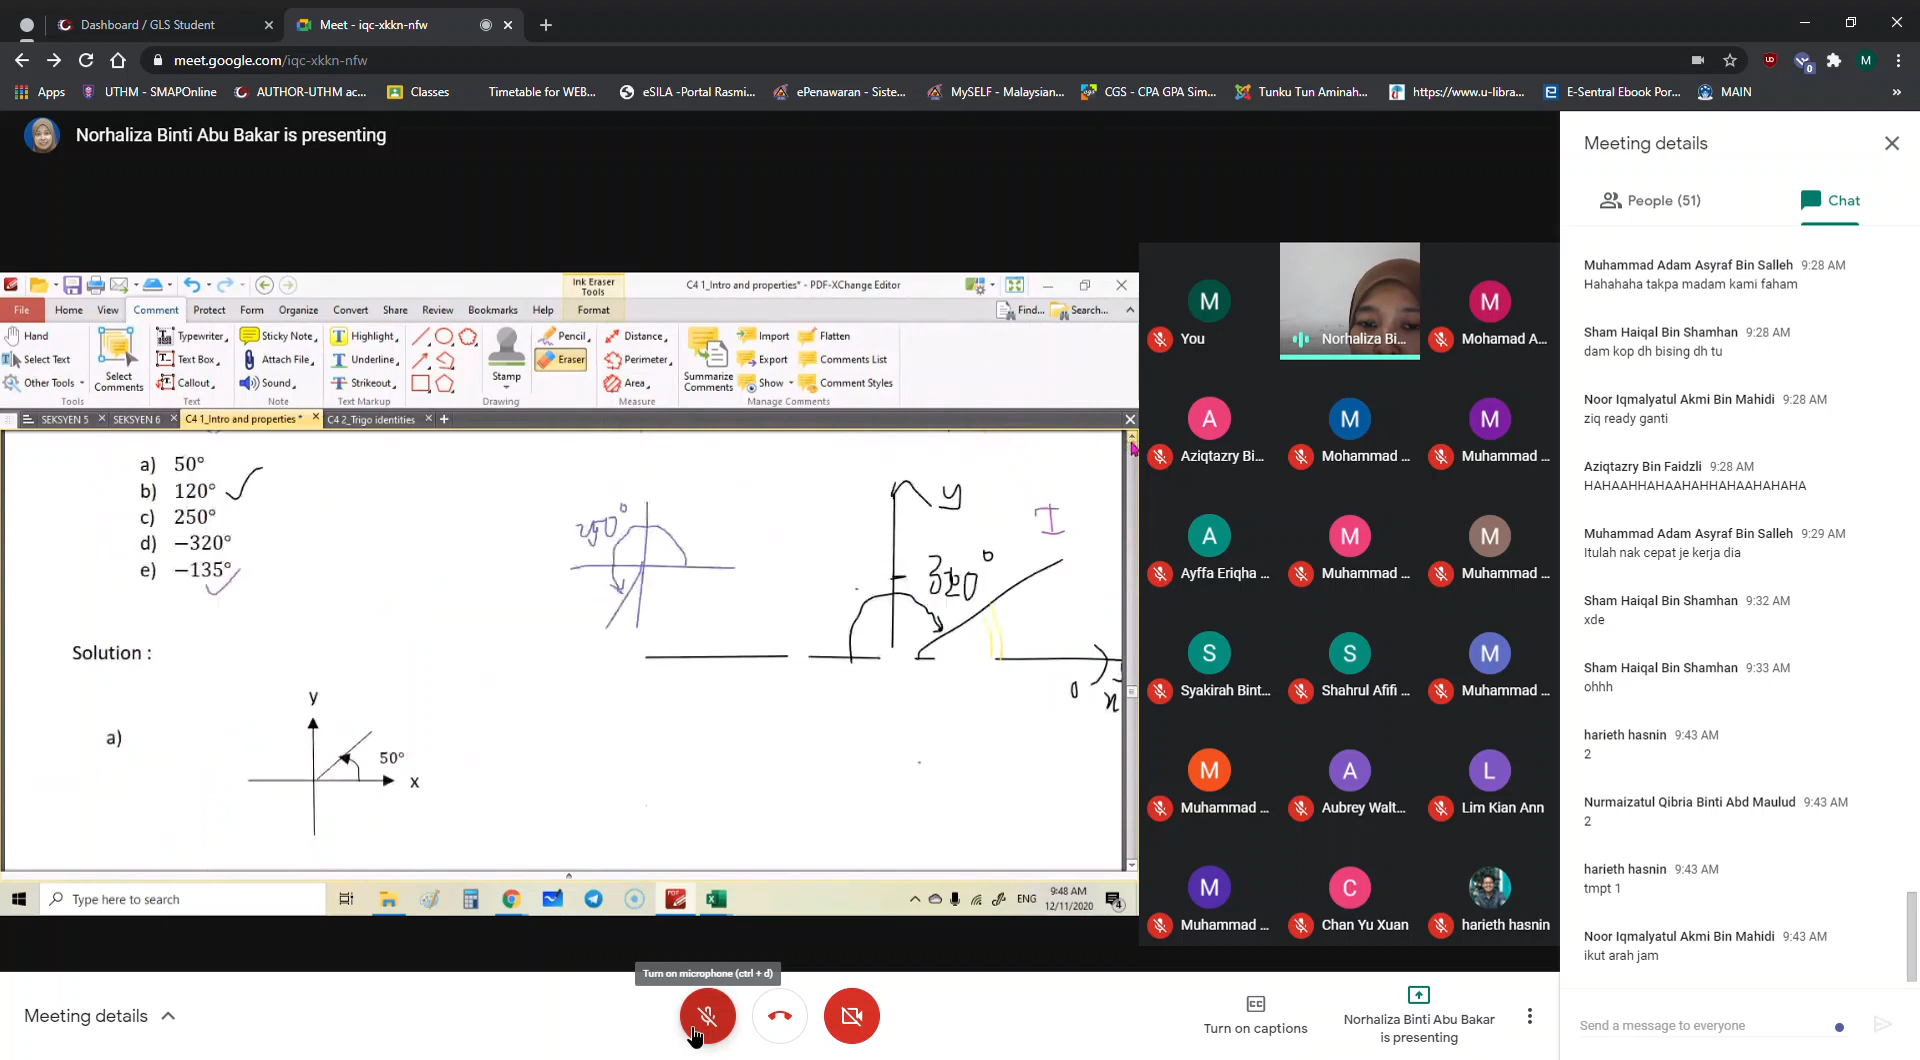 Dashboard / GLS Student
Meet - iqc-xkkn-nfw
meet.google.com/iqc-xkkn-nfw
Apps
UTHM - SMAPOnline
AUTHOR-UTHM ac...
Classes
Timetable for WEB...
eSILA -Portal Rasmi...
ePenawaran - Siste...
MySELF - Malaysian...
CGS - CPA GPA Sim...
Tunku Tun Aminah...
https://www.u-libra...
E-Sentral Ebook Por...
MAIN
»
Norhaliza Binti Abu Bakar is presenting
Ink Eraser
Tools
C4 1_Intro and properties* - PDF-XChange Editor
File Home View Comment Protect Form Organize Convert Share Review Bookmarks Help Format
Find...
Search...
Hand
Select Text
Other Tools
Tools
Select
Comments
Typewriter
Text Box
Callout
Text
Sticky Note
Attach File
Sound
Note
Highlight
Underline
Strikeout
Text Markup
Stamp
Pencil
Eraser
Drawing
Distance
Perimeter
Area
Measure
Summarize
Comments
Import
Export
Show
Flatten
Comments List
Comment Styles
Manage Comments
SEKSYEN 5
SEKSYEN 6
C4 1_Intro and properties *
C4 2_Trigo identities
a) 50°
b) 120°
c) 250°
d) −320°
e) −135°
250°
y
I
320°
0
x
Solution :
a)
y
50°
x
Type here to search
ENG
9:48 AM
12/11/2020
4
M
You
Norhaliza Bi...
M
Mohamad A...
A
Aziqtazry Bi...
M
Mohammad ...
M
Muhammad ...
A
Ayffa Eriqha ...
M
Muhammad ...
M
Muhammad ...
S
Syakirah Bint...
S
Shahrul Afifi ...
M
Muhammad ...
M
Muhammad ...
A
Aubrey Walt...
L
Lim Kian Ann
M
Muhammad ...
C
Chan Yu Xuan
harieth hasnin
Meeting details
People (51)
Chat
Muhammad Adam Asyraf Bin Salleh 9:28 AM
Hahahaha takpa madam kami faham
Sham Haiqal Bin Shamhan 9:28 AM
dam kop dh bising dh tu
Noor Iqmalyatul Akmi Bin Mahidi 9:28 AM
ziq ready ganti
Aziqtazry Bin Faidzli 9:28 AM
HAHAAHHAHAAHAHHAHAAHAHAHA
Muhammad Adam Asyraf Bin Salleh 9:29 AM
Itulah nak cepat je kerja dia
Sham Haiqal Bin Shamhan 9:32 AM
xde
Sham Haiqal Bin Shamhan 9:33 AM
ohhh
harieth hasnin 9:43 AM
2
Nurmaizatul Qibria Binti Abd Maulud 9:43 AM
2
harieth hasnin 9:43 AM
tmpt 1
Noor Iqmalyatul Akmi Bin Mahidi 9:43 AM
ikut arah jam
Send a message to everyone
Turn on microphone (ctrl + d)
Meeting details
Turn on captions
Norhaliza Binti Abu Bakar
is presenting